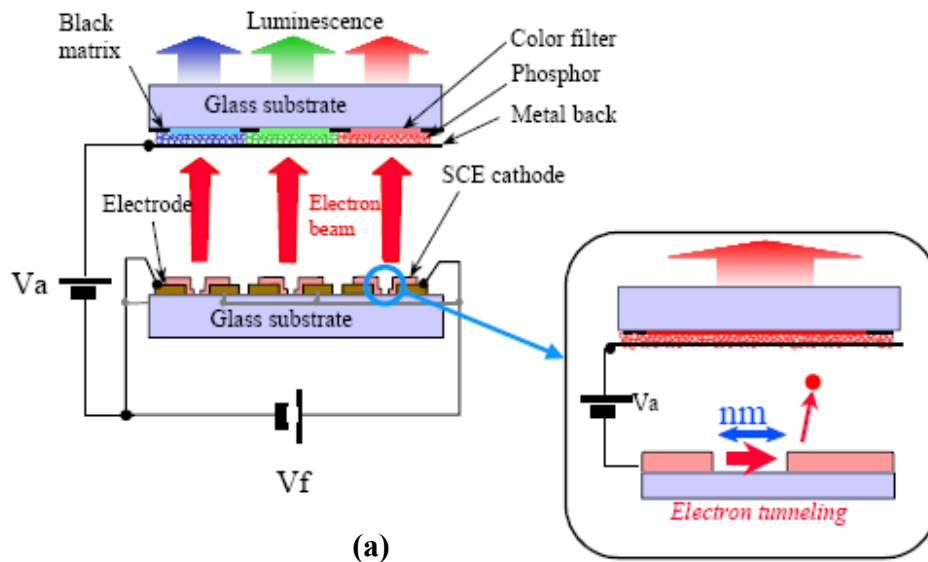 Black
matrix
Luminescence
Color filter
Phosphor
Metal back
Glass substrate
SCE cathode
Electrode
Electron
beam
Va
Glass substrate
Vf
Va
nm
Electron tunneling
(a)